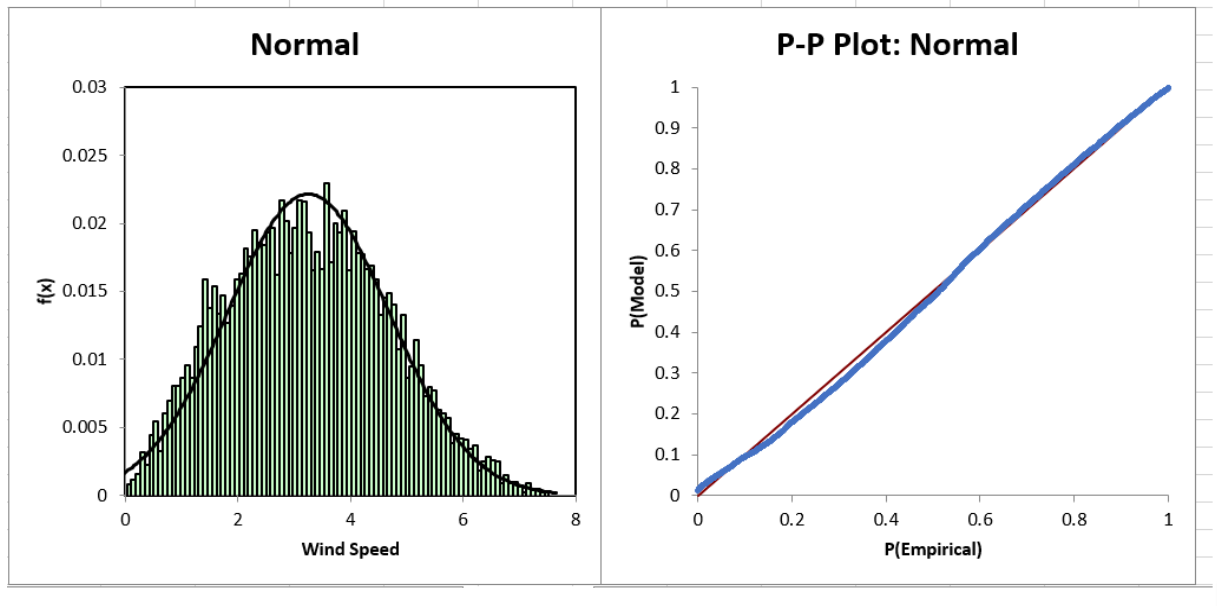 Normal
0.03
0.025
0.02
0.015
0.01
0.005
0
f(x)
0 2 4 6 8
Wind Speed
P-P Plot: Normal
1
0.9
0.8
0.7
0.6
0.5
0.4
0.3
0.2
0.1
0
P(Model)
0 0.2 0.4 0.6 0.8 1
P(Empirical)